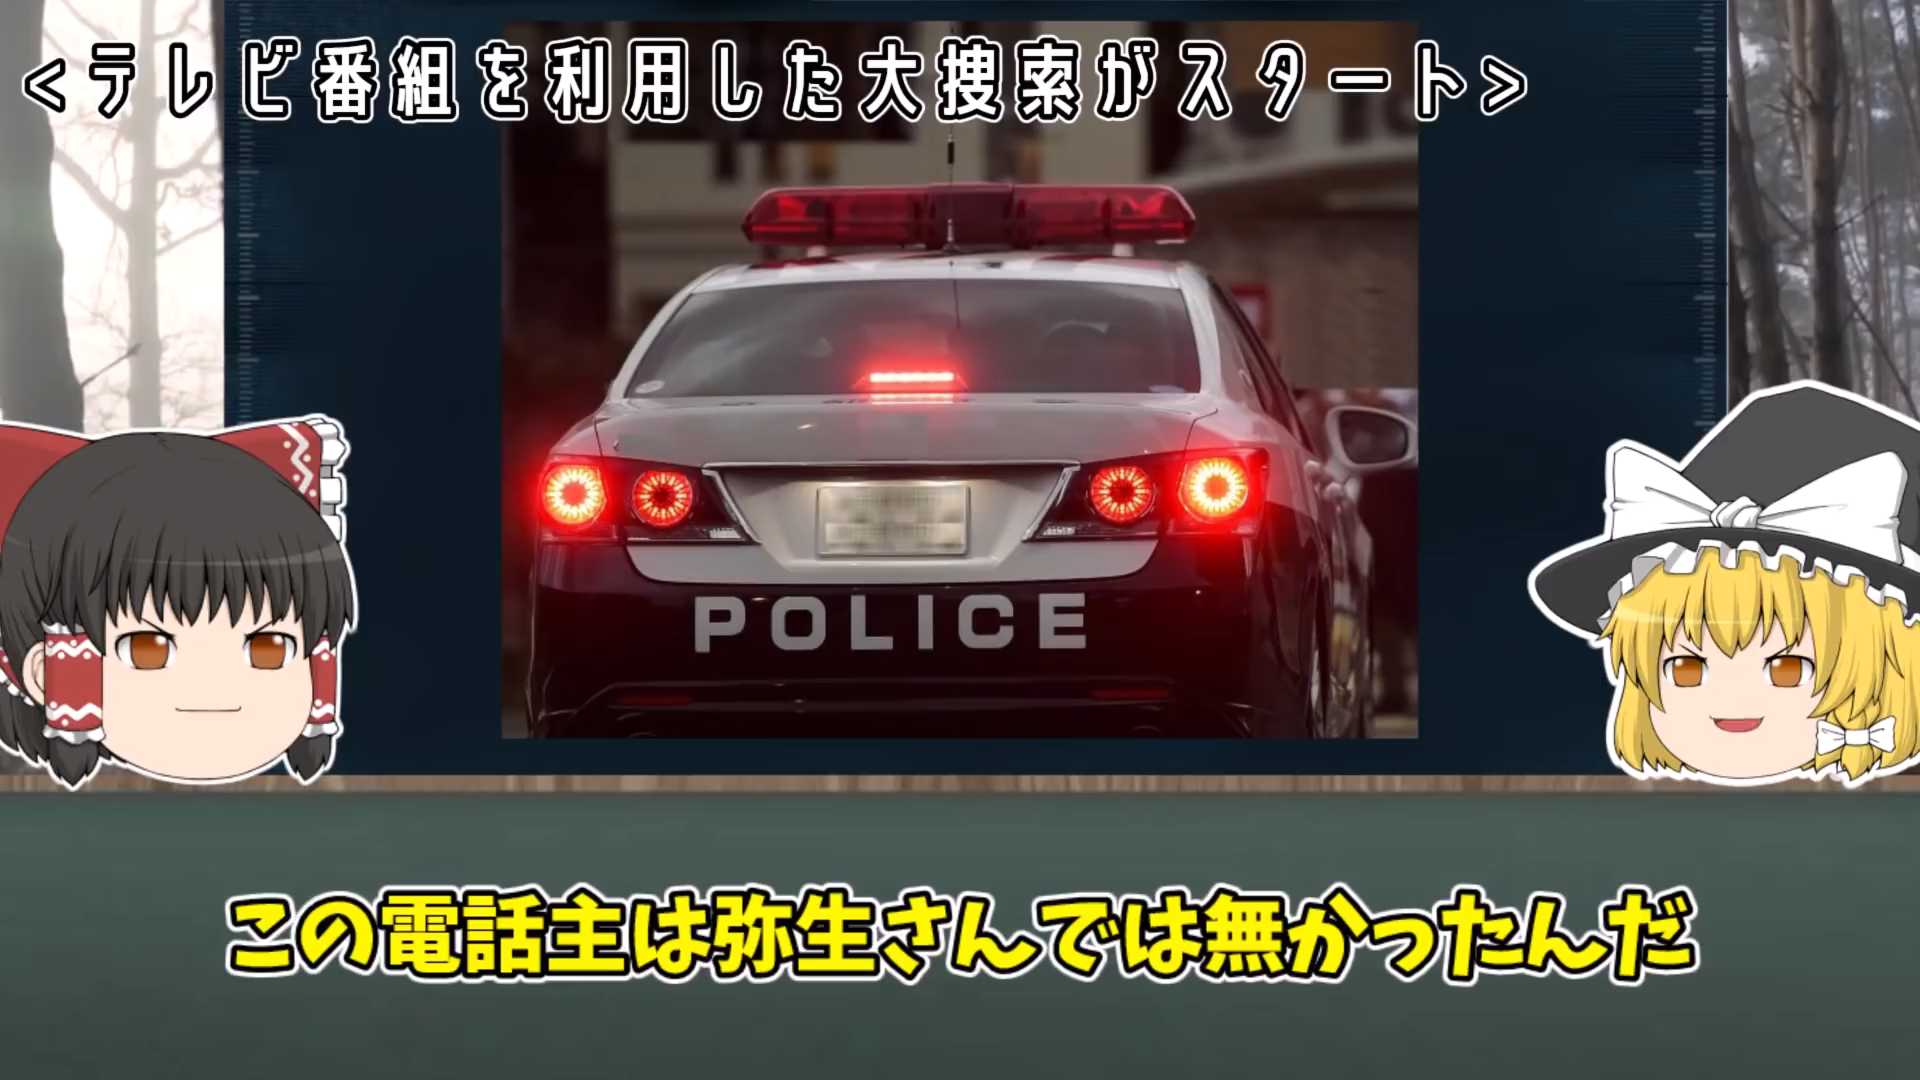 <テレビ番組を利用した大捜索がスタート>
POLICE
この電話主は弥生さんでは無かったんだ